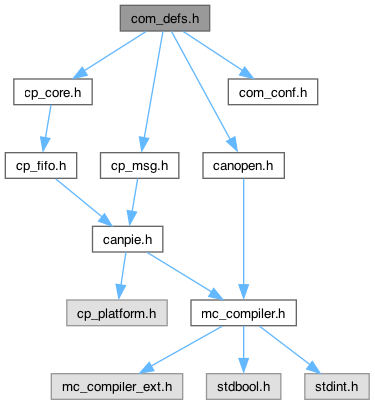 com_defs.h
cp_core.h
com_conf.h
cp_fifo.h
cp_msg.h
canopen.h
canpie.h
cp_platform.h
mc_compiler.h
mc_compiler_ext.h
stdbool.h
stdint.h